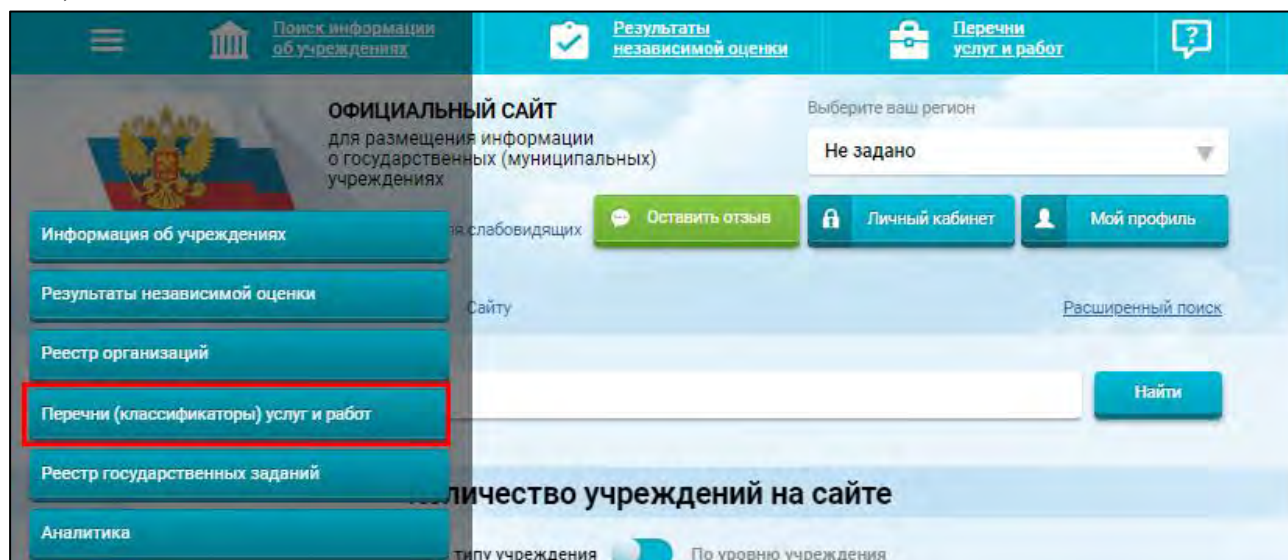 Поиск информации
об учреждениях
Результаты
независимой оценки
Перечни
услуг и работ
?
ОФИЦИАЛЬНЫЙ САЙТ
для размещения информации
о государственных (муниципальных)
учреждениях
Выберите ваш регион
Не задано
слабовидящих
Оставить отзыв
Личный кабинет
Мой профиль
Информация об учреждениях
Результаты независимой оценки
Сайту
Расширенный поиск
Реестр организаций
Перечни (классификаторы) услуг и работ
Найти
Реестр государственных заданий
Количество учреждений на сайте
Аналитика
типу учреждения
По уровню учреждения